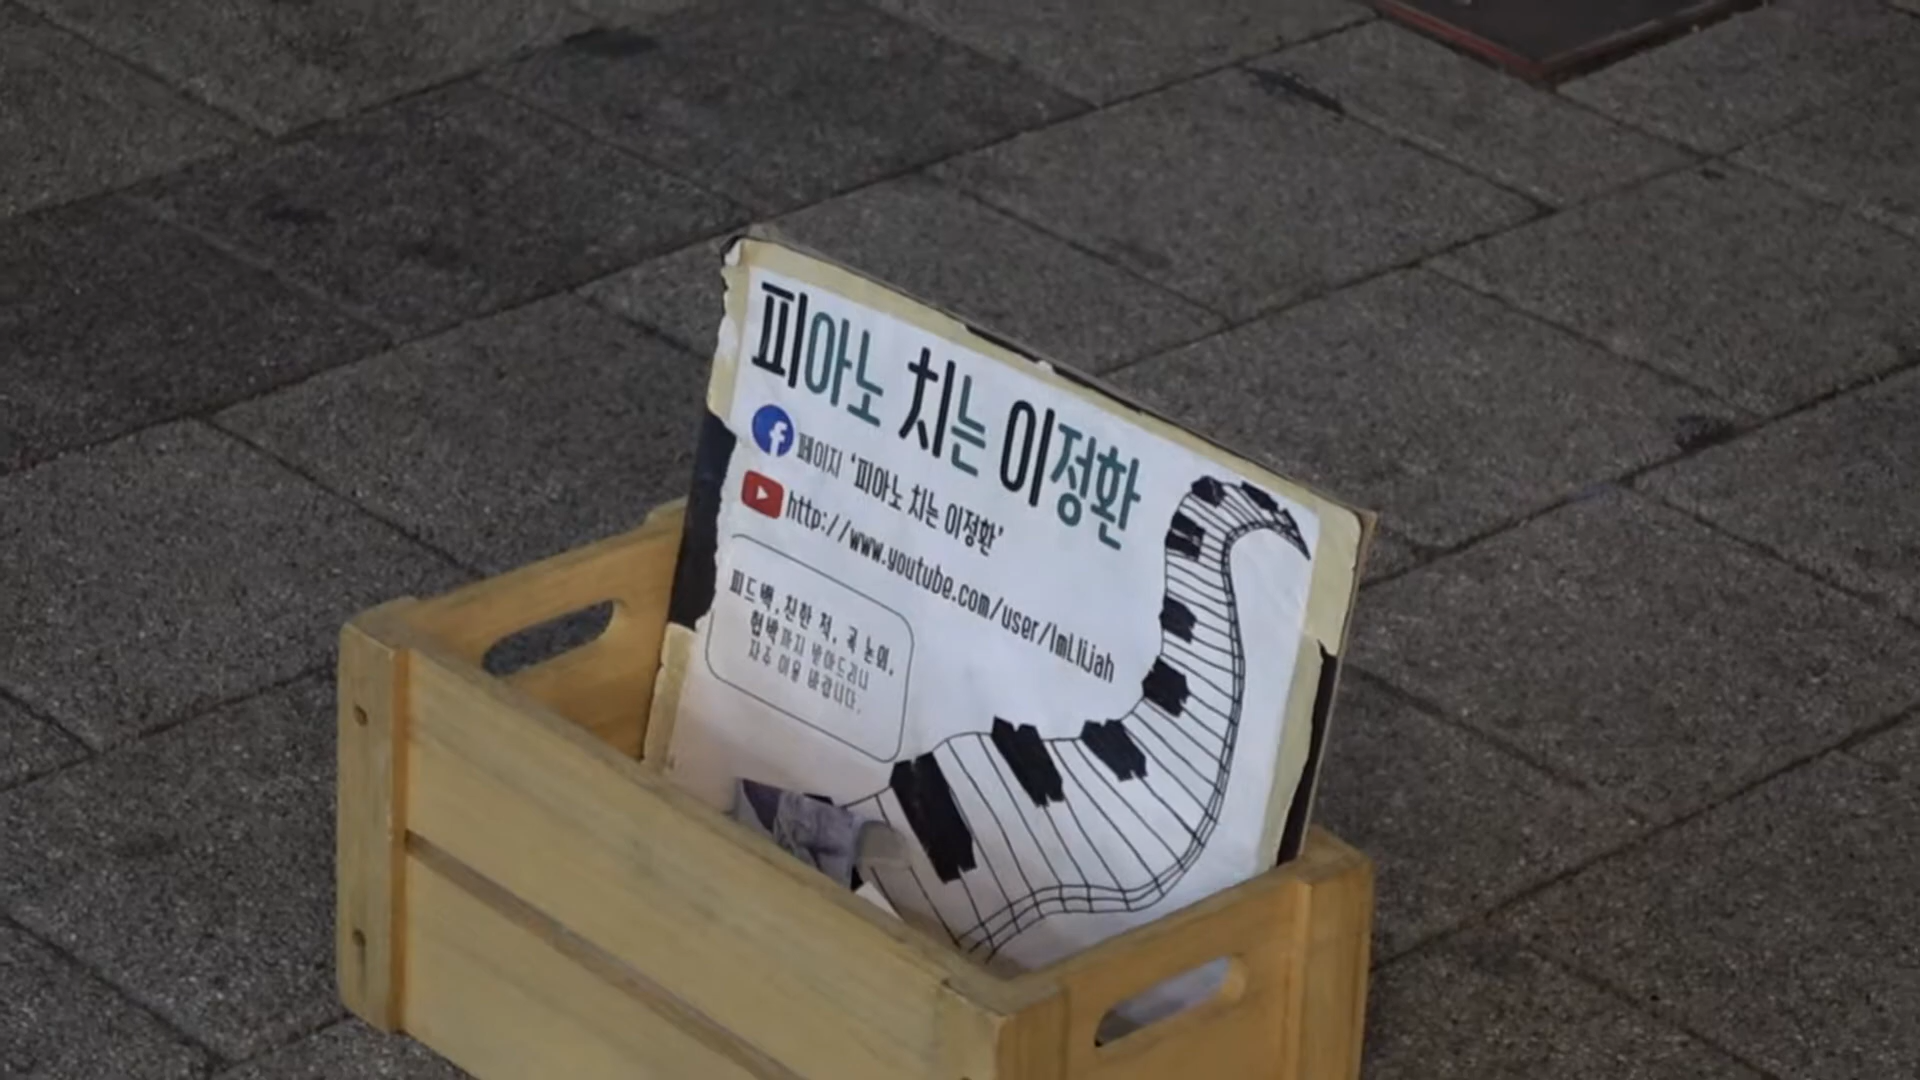 피아노 치는 이정환
페이지 '피아노 치는 이정환'
http://www.youtube.com/user/ImLiJah
피드백, 친한 척, 곡 논의,
협박까지 받아드리니
자주 이용 바랍니다.